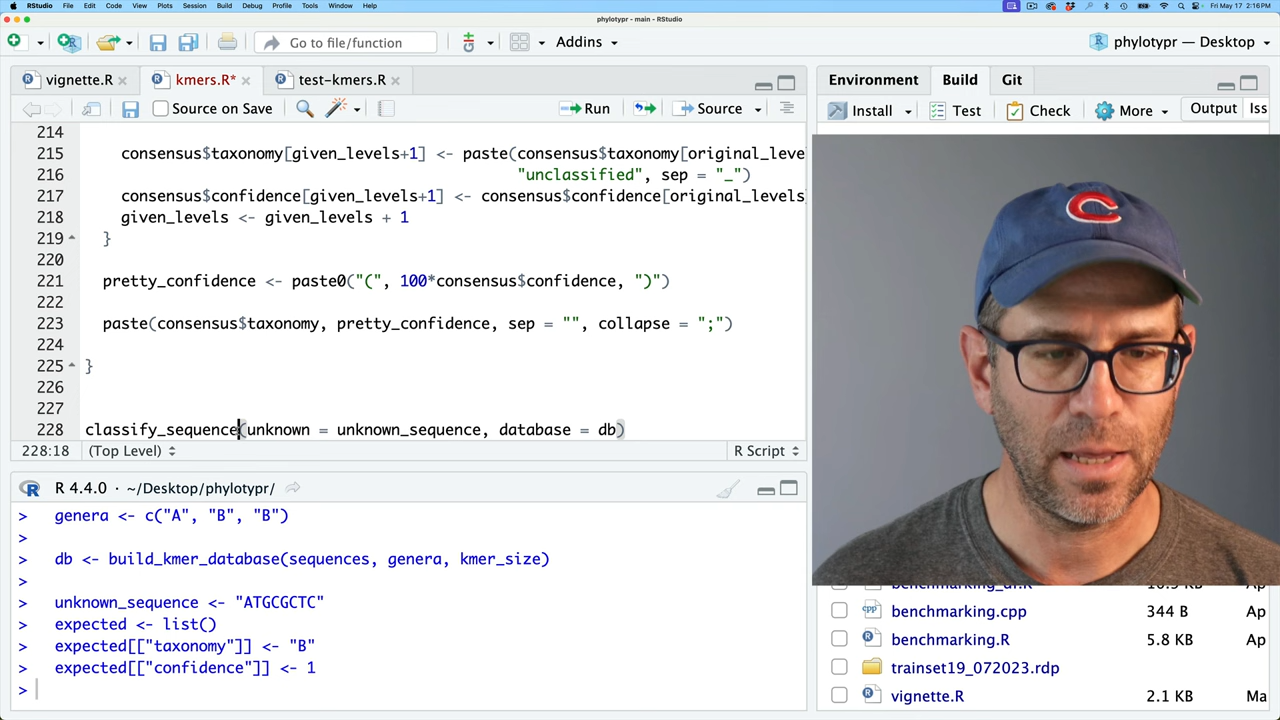 RStudio File Edit Code View Plots Session Build Debug Profile Tools Window Help Fri May 17 2:16 PM
phylotypr - main - RStudio
Go to file/function Addins phylotypr — Desktop
vignette.R kmers.R* test-kmers.R
Source on Save Run Source
214
215 consensus$taxonomy[given_levels+1] <- paste(consensus$taxonomy[original_leve
216 "unclassified", sep = "_")
217 consensus$confidence[given_levels+1] <- consensus$confidence[original_levels
218 given_levels <- given_levels + 1
219 }
220
221 pretty_confidence <- paste0("(", 100*consensus$confidence, ")")
222
223 paste(consensus$taxonomy, pretty_confidence, sep = "", collapse = ";")
224
225 }
226
227
228 classify_sequence(unknown = unknown_sequence, database = db)
228:18 (Top Level) R Script
R 4.4.0 · ~/Desktop/phylotypr/
> genera <- c("A", "B", "B")
>
> db <- build_kmer_database(sequences, genera, kmer_size)
>
> unknown_sequence <- "ATGCGCTC"
> expected <- list()
> expected[["taxonomy"]] <- "B"
> expected[["confidence"]] <- 1
>
Environment Build Git
Install Test Check More Output Iss
C
benchmarking.cpp 344 B Ap
benchmarking.R 5.8 KB Ap
trainset19_072023.rdp
vignette.R 2.1 KB Ma